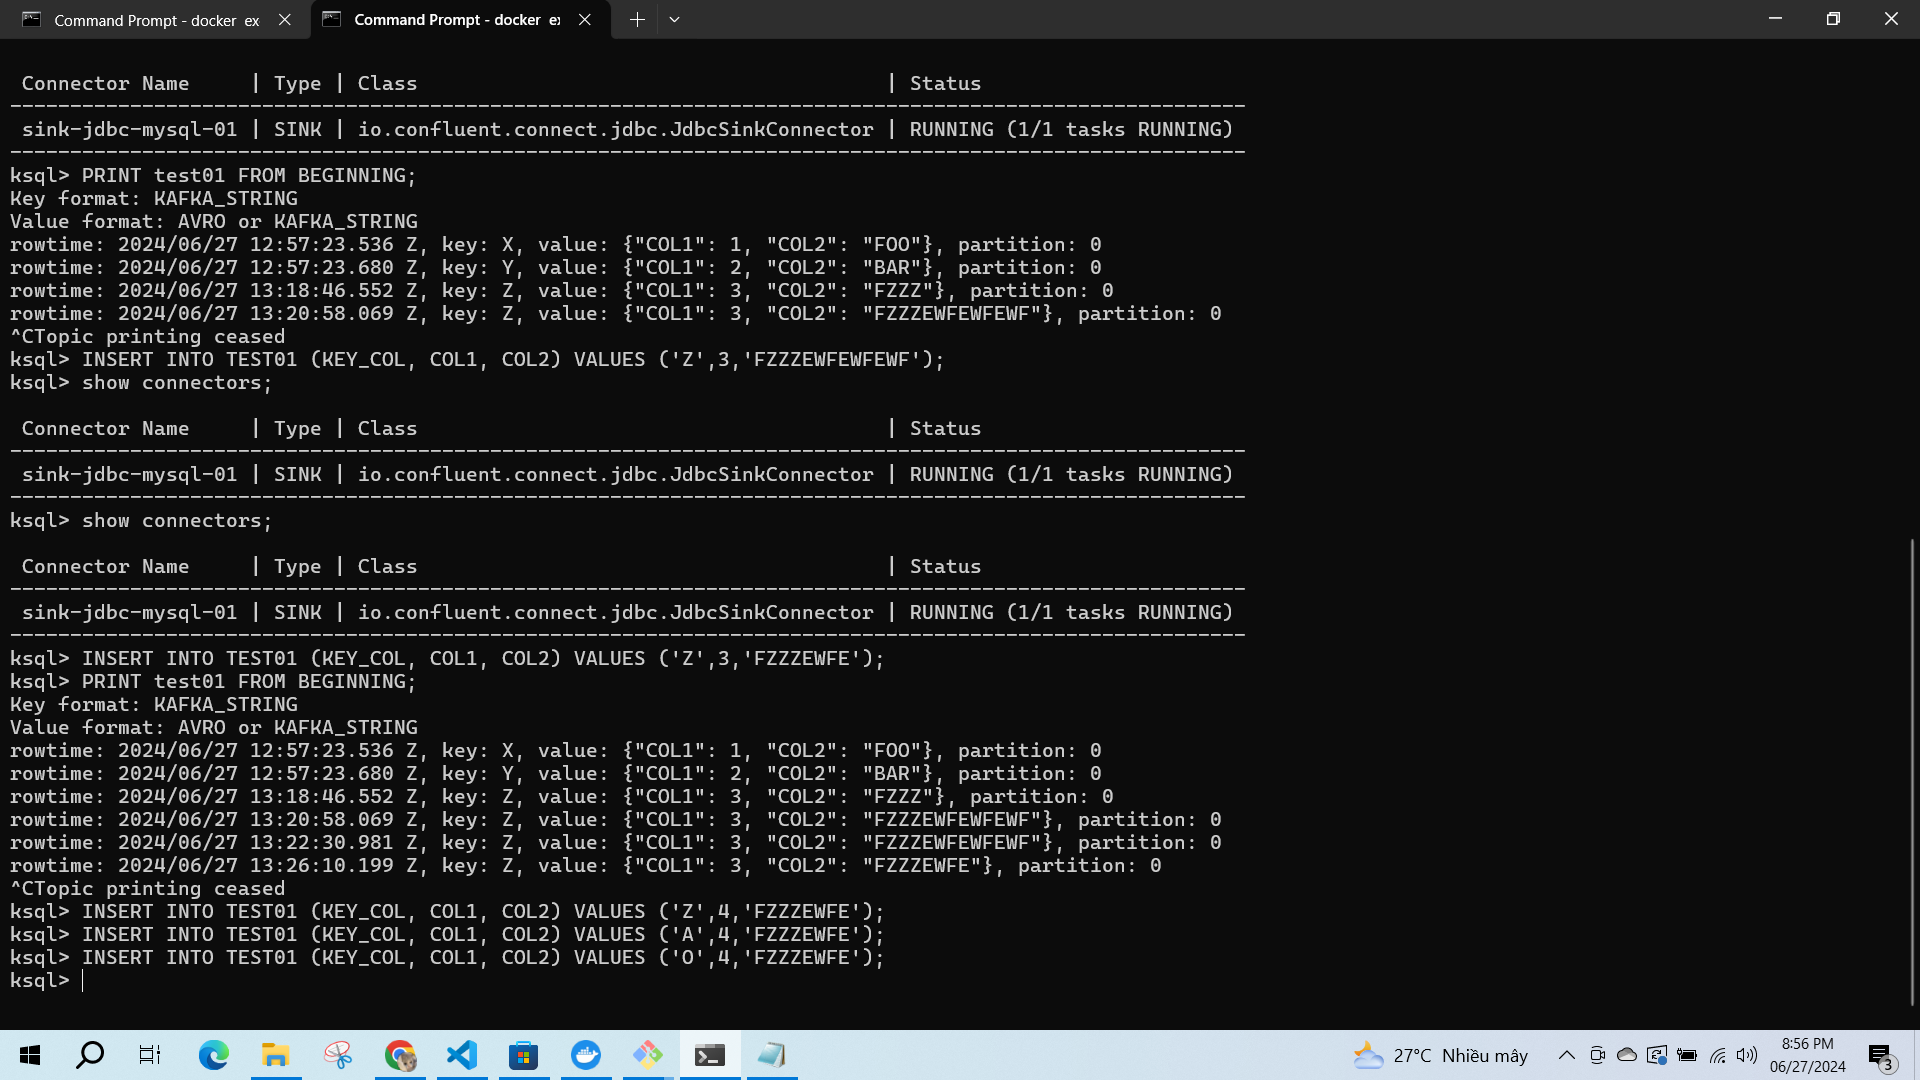 Command Prompt - docker ex
Command Prompt - docker ex
Connector Name | Type | Class | Status
----------------------------------------------------------------------------------------------------
sink-jdbc-mysql-01 | SINK | io.confluent.connect.jdbc.JdbcSinkConnector | RUNNING (1/1 tasks RUNNING)
----------------------------------------------------------------------------------------------------
ksql> PRINT test01 FROM BEGINNING;
Key format: KAFKA_STRING
Value format: AVRO or KAFKA_STRING
rowtime: 2024/06/27 12:57:23.536 Z, key: X, value: {"COL1": 1, "COL2": "FOO"}, partition: 0
rowtime: 2024/06/27 12:57:23.680 Z, key: Y, value: {"COL1": 2, "COL2": "BAR"}, partition: 0
rowtime: 2024/06/27 13:18:46.552 Z, key: Z, value: {"COL1": 3, "COL2": "FZZZ"}, partition: 0
rowtime: 2024/06/27 13:20:58.069 Z, key: Z, value: {"COL1": 3, "COL2": "FZZZEWFEWFEWF"}, partition: 0
^CTopic printing ceased
ksql> INSERT INTO TEST01 (KEY_COL, COL1, COL2) VALUES ('Z',3,'FZZZEWFEWFEWF');
ksql> show connectors;
Connector Name | Type | Class | Status
----------------------------------------------------------------------------------------------------
sink-jdbc-mysql-01 | SINK | io.confluent.connect.jdbc.JdbcSinkConnector | RUNNING (1/1 tasks RUNNING)
----------------------------------------------------------------------------------------------------
ksql> show connectors;
Connector Name | Type | Class | Status
----------------------------------------------------------------------------------------------------
sink-jdbc-mysql-01 | SINK | io.confluent.connect.jdbc.JdbcSinkConnector | RUNNING (1/1 tasks RUNNING)
----------------------------------------------------------------------------------------------------
ksql> INSERT INTO TEST01 (KEY_COL, COL1, COL2) VALUES ('Z',3,'FZZZEWFE');
ksql> PRINT test01 FROM BEGINNING;
Key format: KAFKA_STRING
Value format: AVRO or KAFKA_STRING
rowtime: 2024/06/27 12:57:23.536 Z, key: X, value: {"COL1": 1, "COL2": "FOO"}, partition: 0
rowtime: 2024/06/27 12:57:23.680 Z, key: Y, value: {"COL1": 2, "COL2": "BAR"}, partition: 0
rowtime: 2024/06/27 13:18:46.552 Z, key: Z, value: {"COL1": 3, "COL2": "FZZZ"}, partition: 0
rowtime: 2024/06/27 13:20:58.069 Z, key: Z, value: {"COL1": 3, "COL2": "FZZZEWFEWFEWF"}, partition: 0
rowtime: 2024/06/27 13:22:30.981 Z, key: Z, value: {"COL1": 3, "COL2": "FZZZEWFEWFEWF"}, partition: 0
rowtime: 2024/06/27 13:26:10.199 Z, key: Z, value: {"COL1": 3, "COL2": "FZZZEWFE"}, partition: 0
^CTopic printing ceased
ksql> INSERT INTO TEST01 (KEY_COL, COL1, COL2) VALUES ('Z',4,'FZZZEWFE');
ksql> INSERT INTO TEST01 (KEY_COL, COL1, COL2) VALUES ('A',4,'FZZZEWFE');
ksql> INSERT INTO TEST01 (KEY_COL, COL1, COL2) VALUES ('O',4,'FZZZEWFE');
ksql>
27°C Nhiều mây
8:56 PM
06/27/2024
3